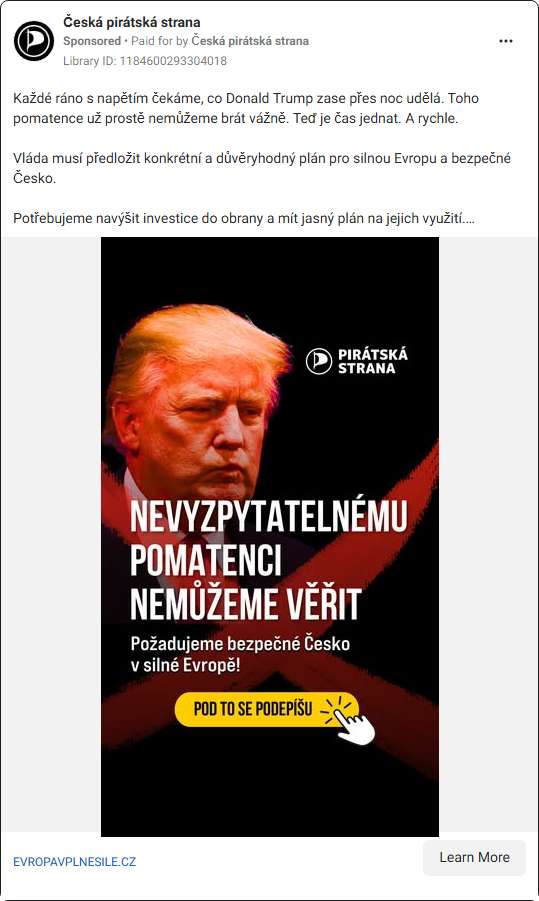 Česká pirátská strana
Sponsored • Paid for by Česká pirátská strana
Library ID: 1184600293304018
Každé ráno s napětím čekáme, co Donald Trump zase přes noc udělá. Toho
pomatence už prostě nemůžeme brát vážně. Teď je čas jednat. A rychle.
Vláda musí předložit konkrétní a důvěryhodný plán pro silnou Evropu a bezpečné
Česko.
Potřebujeme navýšit investice do obrany a mít jasný plán na jejich využití....
PIRÁTSKÁ
STRANA
NEVYZPYTATELNÉMU
POMATENCI
NEMŮŽEME VĚŘIT
Požadujeme bezpečné Česko
v silné Evropě!
POD TO SE PODEPÍŠU
EVROPAVPLNESILE.CZ
Learn More